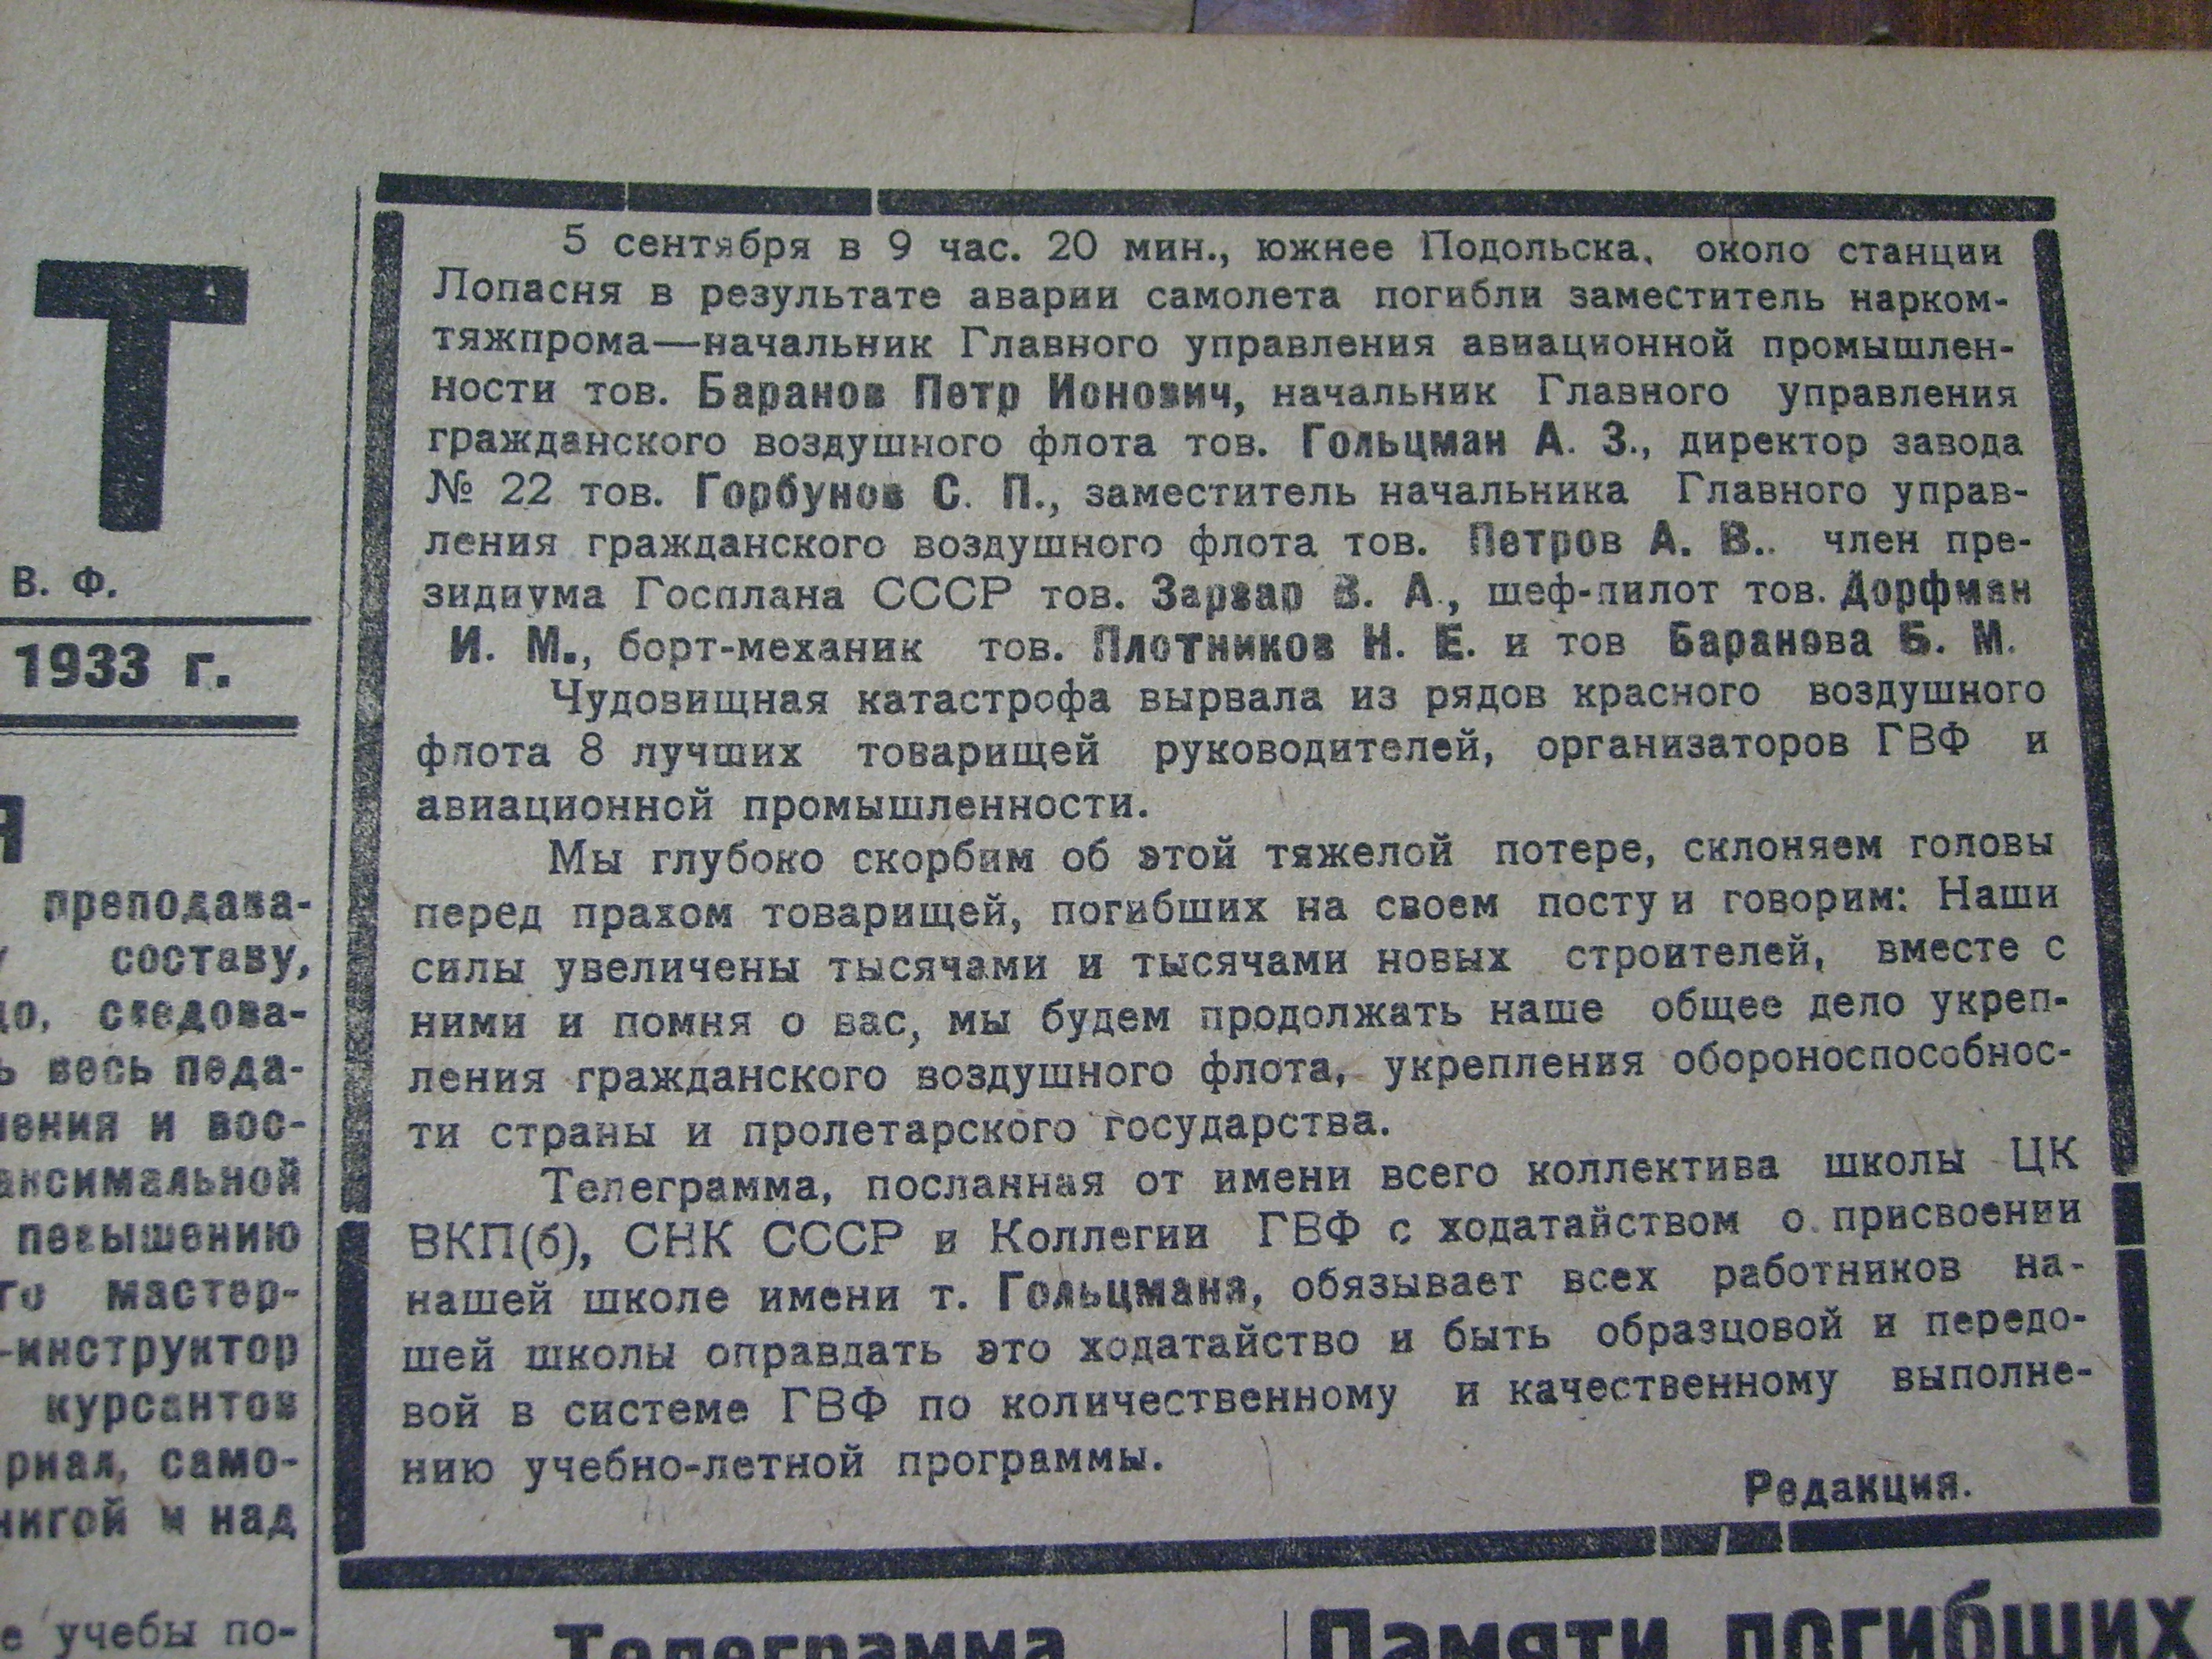 Т
В. Ф.
1933 г.
Я
преподава-
составу,
до, следова-
ь весь педа-
ения и вос-
аксимальной
повышению
го мастер-
-инструктор
курсантов
риал, само-
нигой и над
е учебы по-
5 сентября в 9 час. 20 мин., южнее Подольска, около станции
Лопасня в результате аварии самолета погибли заместитель нарком-
тяжпрома—начальник Главного управления авиационной промышлен-
ности тов. Баранов Петр Ионович, начальник Главного управления
гражданского воздушного флота тов. Гольцман А. З., директор завода
№ 22 тов. Горбунов С. П., заместитель начальника Главного управ-
ления гражданского воздушного флота тов. Петров А. В.. член пре-
зидиума Госплана СССР тов. Зарзар В. А., шеф-пилот тов. Дорфман
И. М., борт-механик тов. Плотников Н. Е. и тов Баранова Б. М.
Чудовищная катастрофа вырвала из рядов красного воздушного
флота 8 лучших товарищей руководителей, организаторов ГВФ и
авиационной промышленности.
Мы глубоко скорбим об этой тяжелой потере, склоняем головы
перед прахом товарищей, погибших на своем посту и говорим: Наши
силы увеличены тысячами и тысячами новых строителей, вместе с
ними и помня о вас, мы будем продолжать наше общее дело укреп-
ления гражданского воздушного флота, укрепления обороноспособнос-
ти страны и пролетарского государства.
Телеграмма, посланная от имени всего коллектива школы ЦК
ВКП(б), СНК СССР и Коллегии ГВФ с ходатайством о присвоении
нашей школе имени т. Гольцмана, обязывает всех работников на-
шей школы оправдать это ходатайство и быть образцовой и передо-
вой в системе ГВФ по количественному и качественному выполне-
нию учебно-летной программы.
Редакция.
Телеграмма
Памяти погибших